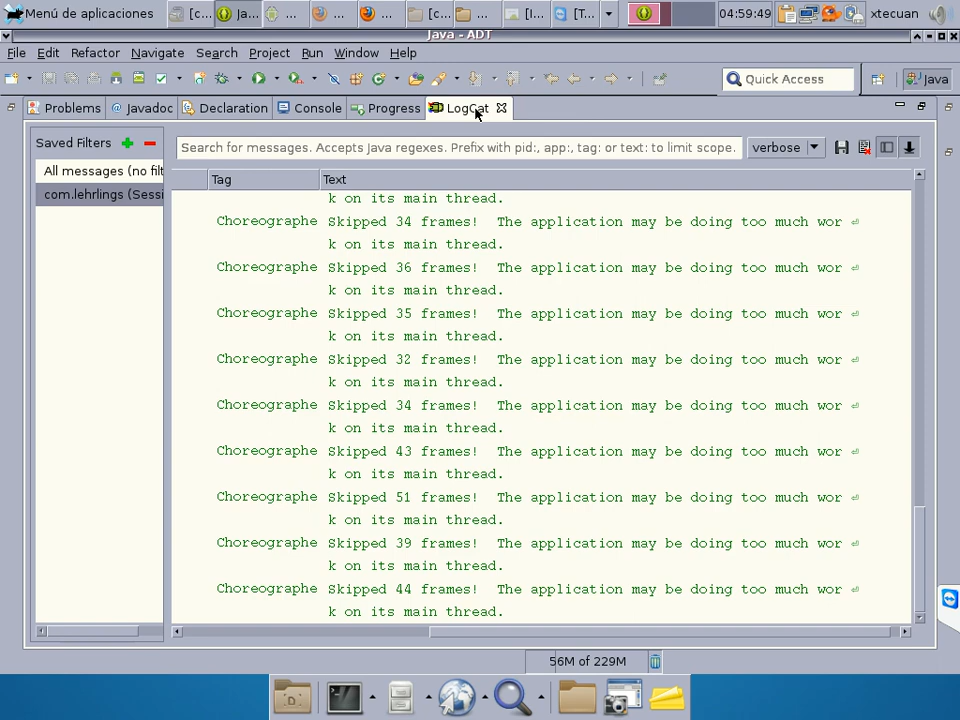 Menú de aplicaciones [c... Ja... ... ... ... [c... ... [I... [T... 04:59:49 xtecuan
Java - ADT
File Edit Refactor Navigate Search Project Run Window Help
Quick Access Java
Problems Javadoc Declaration Console Progress LogCat
Saved Filters Search for messages. Accepts Java regexes. Prefix with pid:, app:, tag: or text: to limit scope. verbose
All messages (no filt
com.lehrlings (Sessi
Tag Text
k on its main thread.
Choreographe Skipped 34 frames! The application may be doing too much wor
k on its main thread.
Choreographe Skipped 36 frames! The application may be doing too much wor
k on its main thread.
Choreographe Skipped 35 frames! The application may be doing too much wor
k on its main thread.
Choreographe Skipped 32 frames! The application may be doing too much wor
k on its main thread.
Choreographe Skipped 34 frames! The application may be doing too much wor
k on its main thread.
Choreographe Skipped 43 frames! The application may be doing too much wor
k on its main thread.
Choreographe Skipped 51 frames! The application may be doing too much wor
k on its main thread.
Choreographe Skipped 39 frames! The application may be doing too much wor
k on its main thread.
Choreographe Skipped 44 frames! The application may be doing too much wor
k on its main thread.
56M of 229M